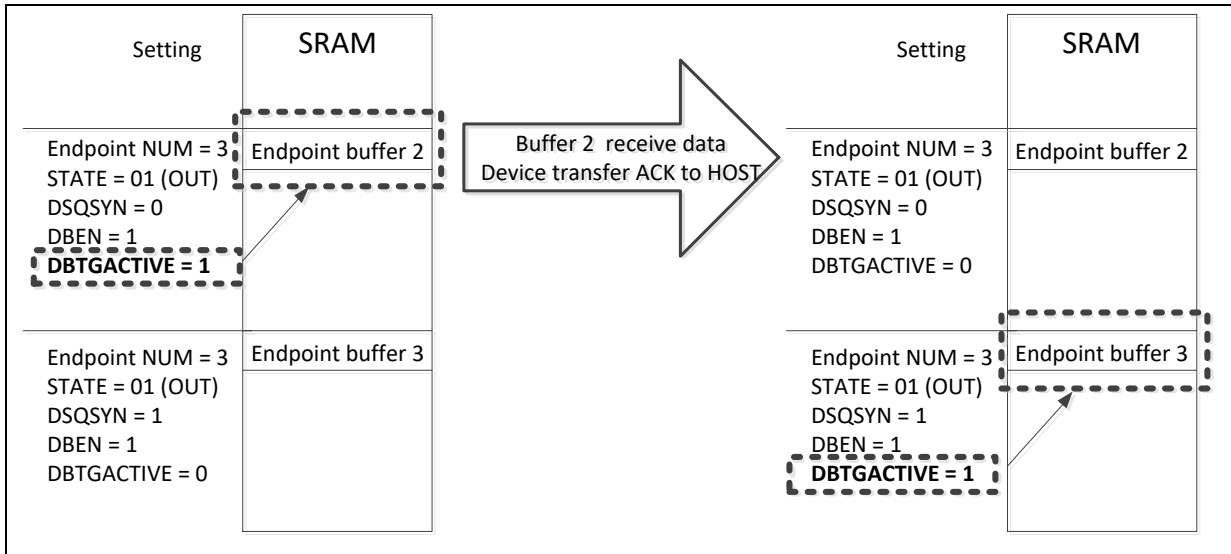 Setting
SRAM
Endpoint NUM = 3
STATE = 01 (OUT)
DSQSYN = 0
DBEN = 1
DBTGACTIVE = 1
Endpoint buffer 2
Endpoint NUM = 3
STATE = 01 (OUT)
DSQSYN = 1
DBEN = 1
DBTGACTIVE = 0
Endpoint buffer 3
Buffer 2 receive data
Device transfer ACK to HOST
Setting
SRAM
Endpoint NUM = 3
STATE = 01 (OUT)
DSQSYN = 0
DBEN = 1
DBTGACTIVE = 0
Endpoint buffer 2
Endpoint NUM = 3
STATE = 01 (OUT)
DSQSYN = 1
DBEN = 1
DBTGACTIVE = 1
Endpoint buffer 3